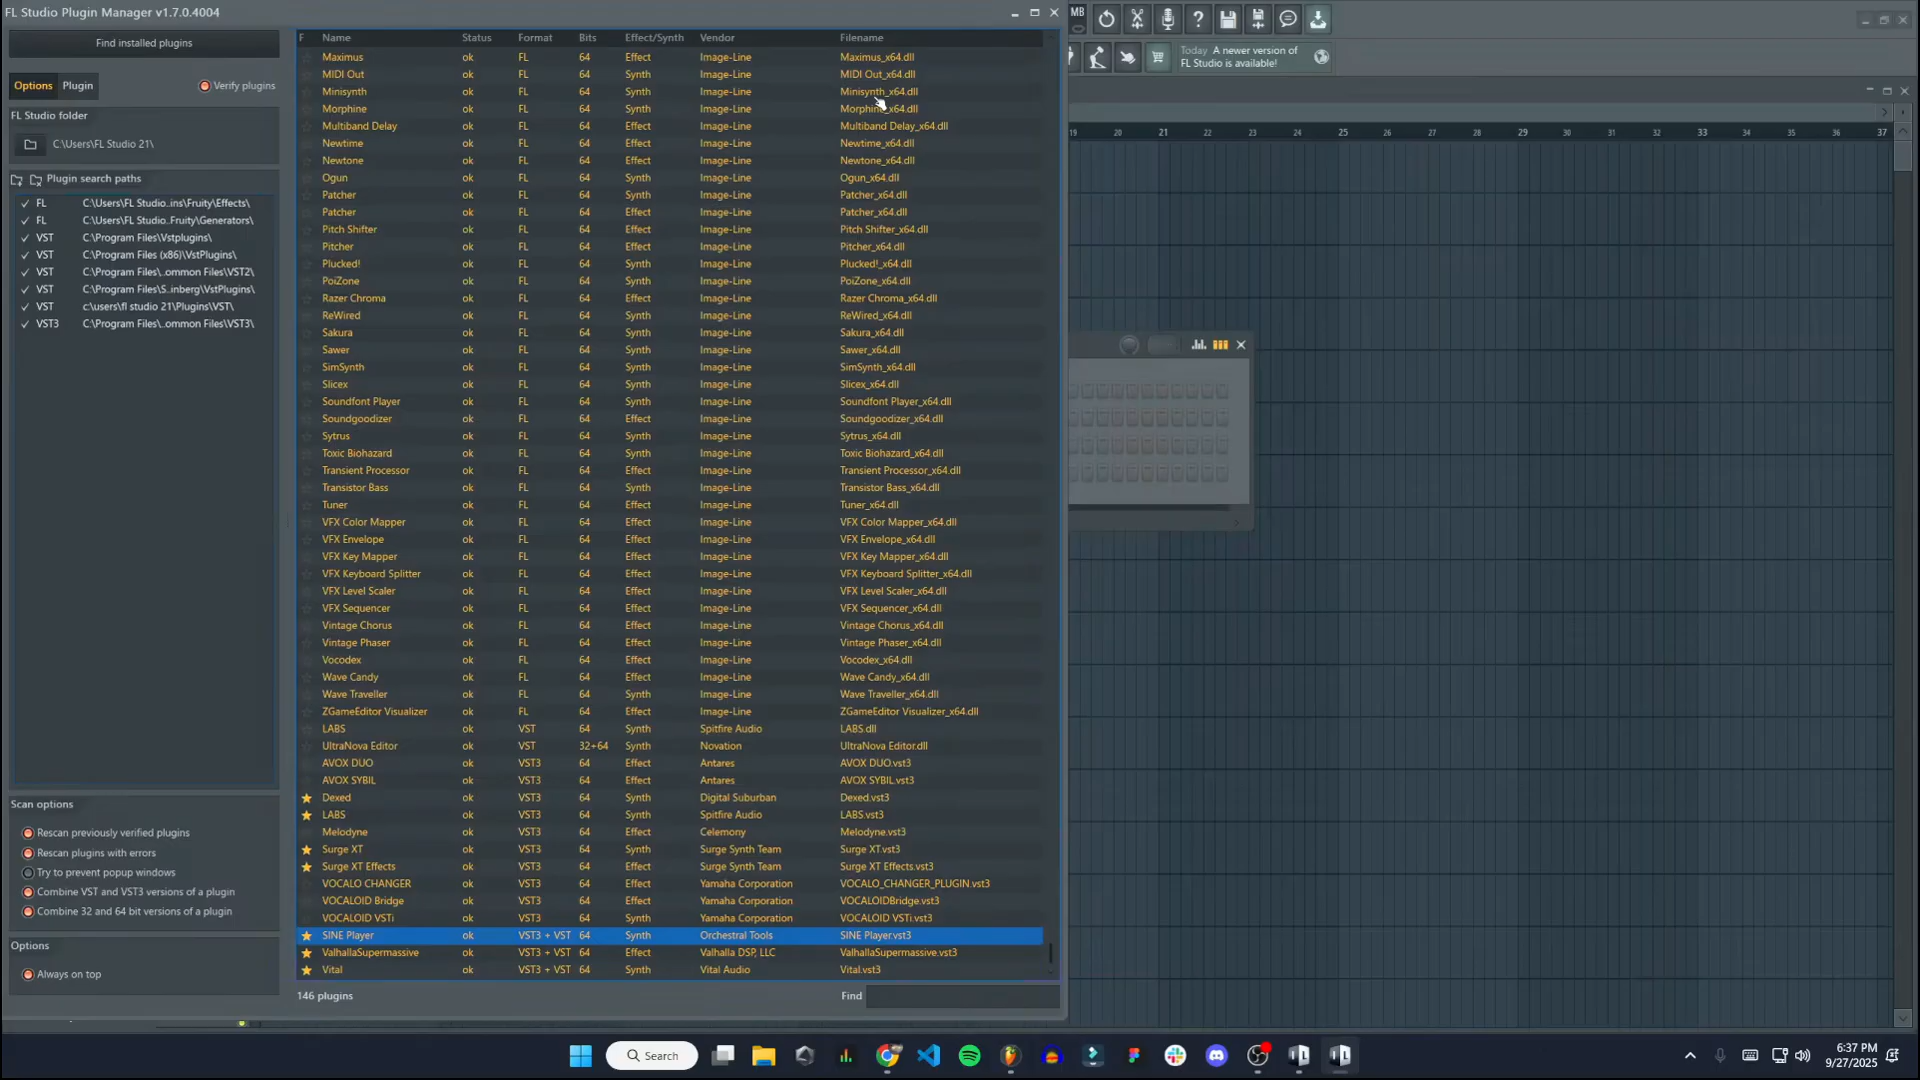 FL Studio Plugin Manager v1.7.0.4004
Find installed plugins
Options Plugin Verify plugins
FL Studio folder
C:\Users\FL Studio 21\
Plugin search paths
FL C:\Users\FL Studio..ins\Fruity\Effects\
FL C:\Users\FL Studio..Fruity\Generators\
VST C:\Program Files\Vstplugins\
VST C:\Program Files (x86)\VstPlugins\
VST C:\Program Files\..ommon Files\VST2\
VST C:\Program Files\S..inberg\VstPlugins\
VST c:\users\fl studio 21\Plugins\VST\
VST3 C:\Program Files\..ommon Files\VST3\
Scan options
Rescan previously verified plugins
Rescan plugins with errors
Try to prevent popup windows
Combine VST and VST3 versions of a plugin
Combine 32 and 64 bit versions of a plugin
Options
Always on top
F Name Status Format Bits Effect/Synth Vendor Filename
Maximus ok FL 64 Effect Image-Line Maximus_x64.dll
MIDI Out ok FL 64 Synth Image-Line MIDI Out_x64.dll
Minisynth ok FL 64 Synth Image-Line Minisynth_x64.dll
Morphine ok FL 64 Synth Image-Line Morphine_x64.dll
Multiband Delay ok FL 64 Effect Image-Line Multiband Delay_x64.dll
Newtime ok FL 64 Effect Image-Line Newtime_x64.dll
Newtone ok FL 64 Effect Image-Line Newtone_x64.dll
Ogun ok FL 64 Synth Image-Line Ogun_x64.dll
Patcher ok FL 64 Synth Image-Line Patcher_x64.dll
Patcher ok FL 64 Effect Image-Line Patcher_x64.dll
Pitch Shifter ok FL 64 Effect Image-Line Pitch Shifter_x64.dll
Pitcher ok FL 64 Effect Image-Line Pitcher_x64.dll
Plucked! ok FL 64 Synth Image-Line Plucked!_x64.dll
PoiZone ok FL 64 Synth Image-Line PoiZone_x64.dll
Razer Chroma ok FL 64 Effect Image-Line Razer Chroma_x64.dll
ReWired ok FL 64 Synth Image-Line ReWired_x64.dll
Sakura ok FL 64 Synth Image-Line Sakura_x64.dll
Sawer ok FL 64 Synth Image-Line Sawer_x64.dll
SimSynth ok FL 64 Synth Image-Line SimSynth_x64.dll
Slicex ok FL 64 Synth Image-Line Slicex_x64.dll
Soundfont Player ok FL 64 Synth Image-Line Soundfont Player_x64.dll
Soundgoodizer ok FL 64 Effect Image-Line Soundgoodizer_x64.dll
Sytrus ok FL 64 Synth Image-Line Sytrus_x64.dll
Toxic Biohazard ok FL 64 Synth Image-Line Toxic Biohazard_x64.dll
Transient Processor ok FL 64 Effect Image-Line Transient Processor_x64.dll
Transistor Bass ok FL 64 Synth Image-Line Transistor Bass_x64.dll
Tuner ok FL 64 Effect Image-Line Tuner_x64.dll
VFX Color Mapper ok FL 64 Effect Image-Line VFX Color Mapper_x64.dll
VFX Envelope ok FL 64 Effect Image-Line VFX Envelope_x64.dll
VFX Key Mapper ok FL 64 Effect Image-Line VFX Key Mapper_x64.dll
VFX Keyboard Splitter ok FL 64 Effect Image-Line VFX Keyboard Splitter_x64.dll
VFX Level Scaler ok FL 64 Effect Image-Line VFX Level Scaler_x64.dll
VFX Sequencer ok FL 64 Effect Image-Line VFX Sequencer_x64.dll
Vintage Chorus ok FL 64 Effect Image-Line Vintage Chorus_x64.dll
Vintage Phaser ok FL 64 Effect Image-Line Vintage Phaser_x64.dll
Vocodex ok FL 64 Effect Image-Line Vocodex_x64.dll
Wave Candy ok FL 64 Effect Image-Line Wave Candy_x64.dll
Wave Traveller ok FL 64 Synth Image-Line Wave Traveller_x64.dll
ZGameEditor Visualizer ok FL 64 Effect Image-Line ZGameEditor Visualizer_x64.dll
LABS ok VST 64 Synth Spitfire Audio LABS.dll
UltraNova Editor ok VST 32+64 Synth Novation UltraNova Editor.dll
AVOX DUO ok VST3 64 Effect Antares AVOX DUO.vst3
AVOX SYBIL ok VST3 64 Effect Antares AVOX SYBIL.vst3
Dexed ok VST3 64 Synth Digital Suburban Dexed.vst3
LABS ok VST3 64 Synth Spitfire Audio LABS.vst3
Melodyne ok VST3 64 Effect Celemony Melodyne.vst3
Surge XT ok VST3 64 Synth Surge Synth Team Surge XT.vst3
Surge XT Effects ok VST3 64 Effect Surge Synth Team Surge XT Effects.vst3
VOCALO CHANGER ok VST3 64 Effect Yamaha Corporation VOCALO_CHANGER_PLUGIN.vst3
VOCALOID Bridge ok VST3 64 Effect Yamaha Corporation VOCALOIDBridge.vst3
VOCALOID VSTi ok VST3 64 Synth Yamaha Corporation VOCALOID VSTi.vst3
SINE Player ok VST3 + VST 64 Synth Orchestral Tools SINE Player.vst3
ValhallaSupermassive ok VST3 + VST 64 Effect Valhalla DSP, LLC ValhallaSupermassive.vst3
Vital ok VST3 + VST 64 Synth Vital Audio Vital.vst3
146 plugins Find
MB
Today A newer version of
FL Studio is available!
19 20 21 22 23 24 25 26 27 28 29 30 31 32 33 34 35 36 37
Search
6:37 PM
9/27/2025